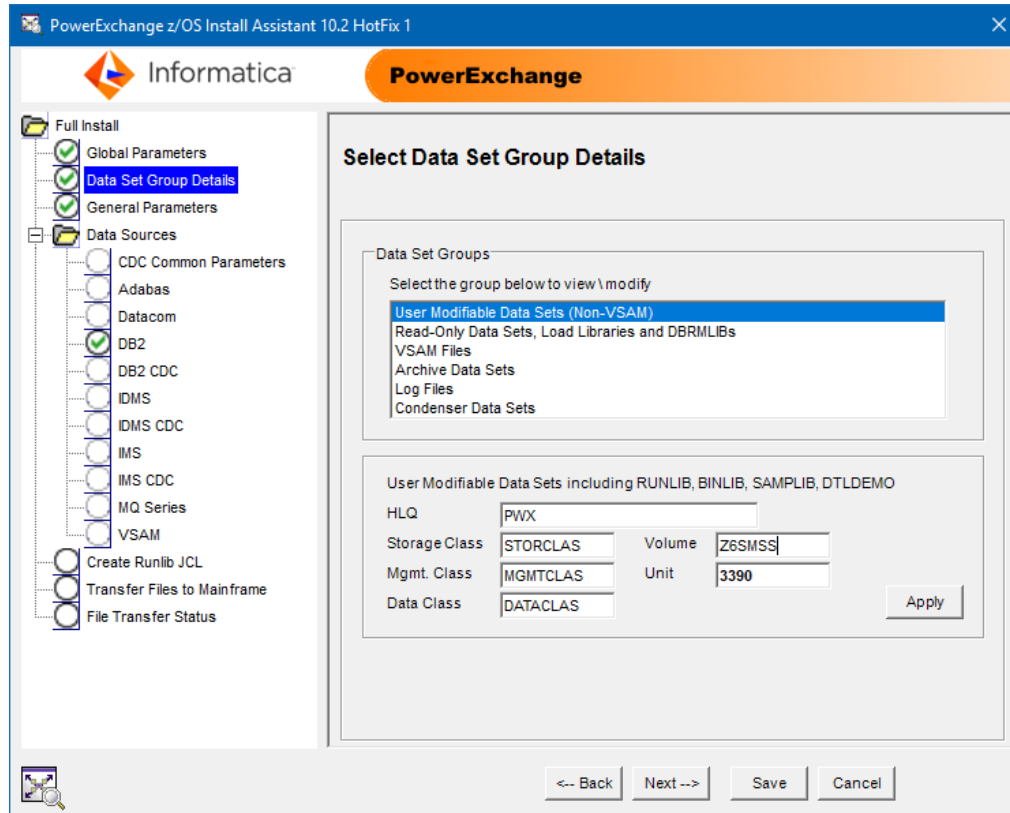 PowerExchange z/OS Install Assistant 10.2 HotFix 1
Informatica
PowerExchange
Full Install
Global Parameters
Data Set Group Details
General Parameters
Data Sources
CDC Common Parameters
Adabas
Datacom
DB2
DB2 CDC
IDMS
IDMS CDC
IMS
IMS CDC
MQ Series
VSAM
Create Runlib JCL
Transfer Files to Mainframe
File Transfer Status
Select Data Set Group Details
Data Set Groups
Select the group below to view \ modify
User Modifiable Data Sets (Non-VSAM)
Read-Only Data Sets, Load Libraries and DBRMLIBs
VSAM Files
Archive Data Sets
Log Files
Condenser Data Sets
User Modifiable Data Sets including RUNLIB, BINLIB, SAMPLIB, DTLDEMO
HLQ PWX
Storage Class STORCLAS Volume Z6SMSS
Mgmt. Class MGMTCLAS Unit 3390
Data Class DATACLAS
Apply
<-- Back Next --> Save Cancel